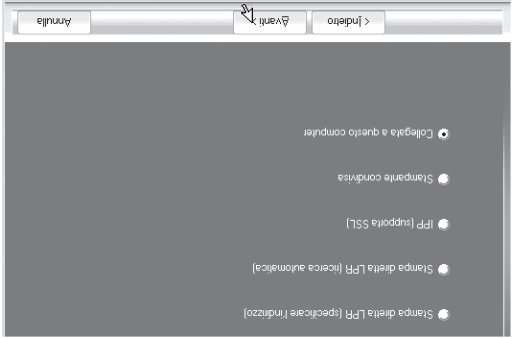 Stampa diretta LPR (specificare l'indirizzo)
Stampa diretta LPR (ricerca automatica)
IPP (supporta SSL)
Stampante condivisa
Collegata a questo computer
< Indietro
Avanti >
Annulla